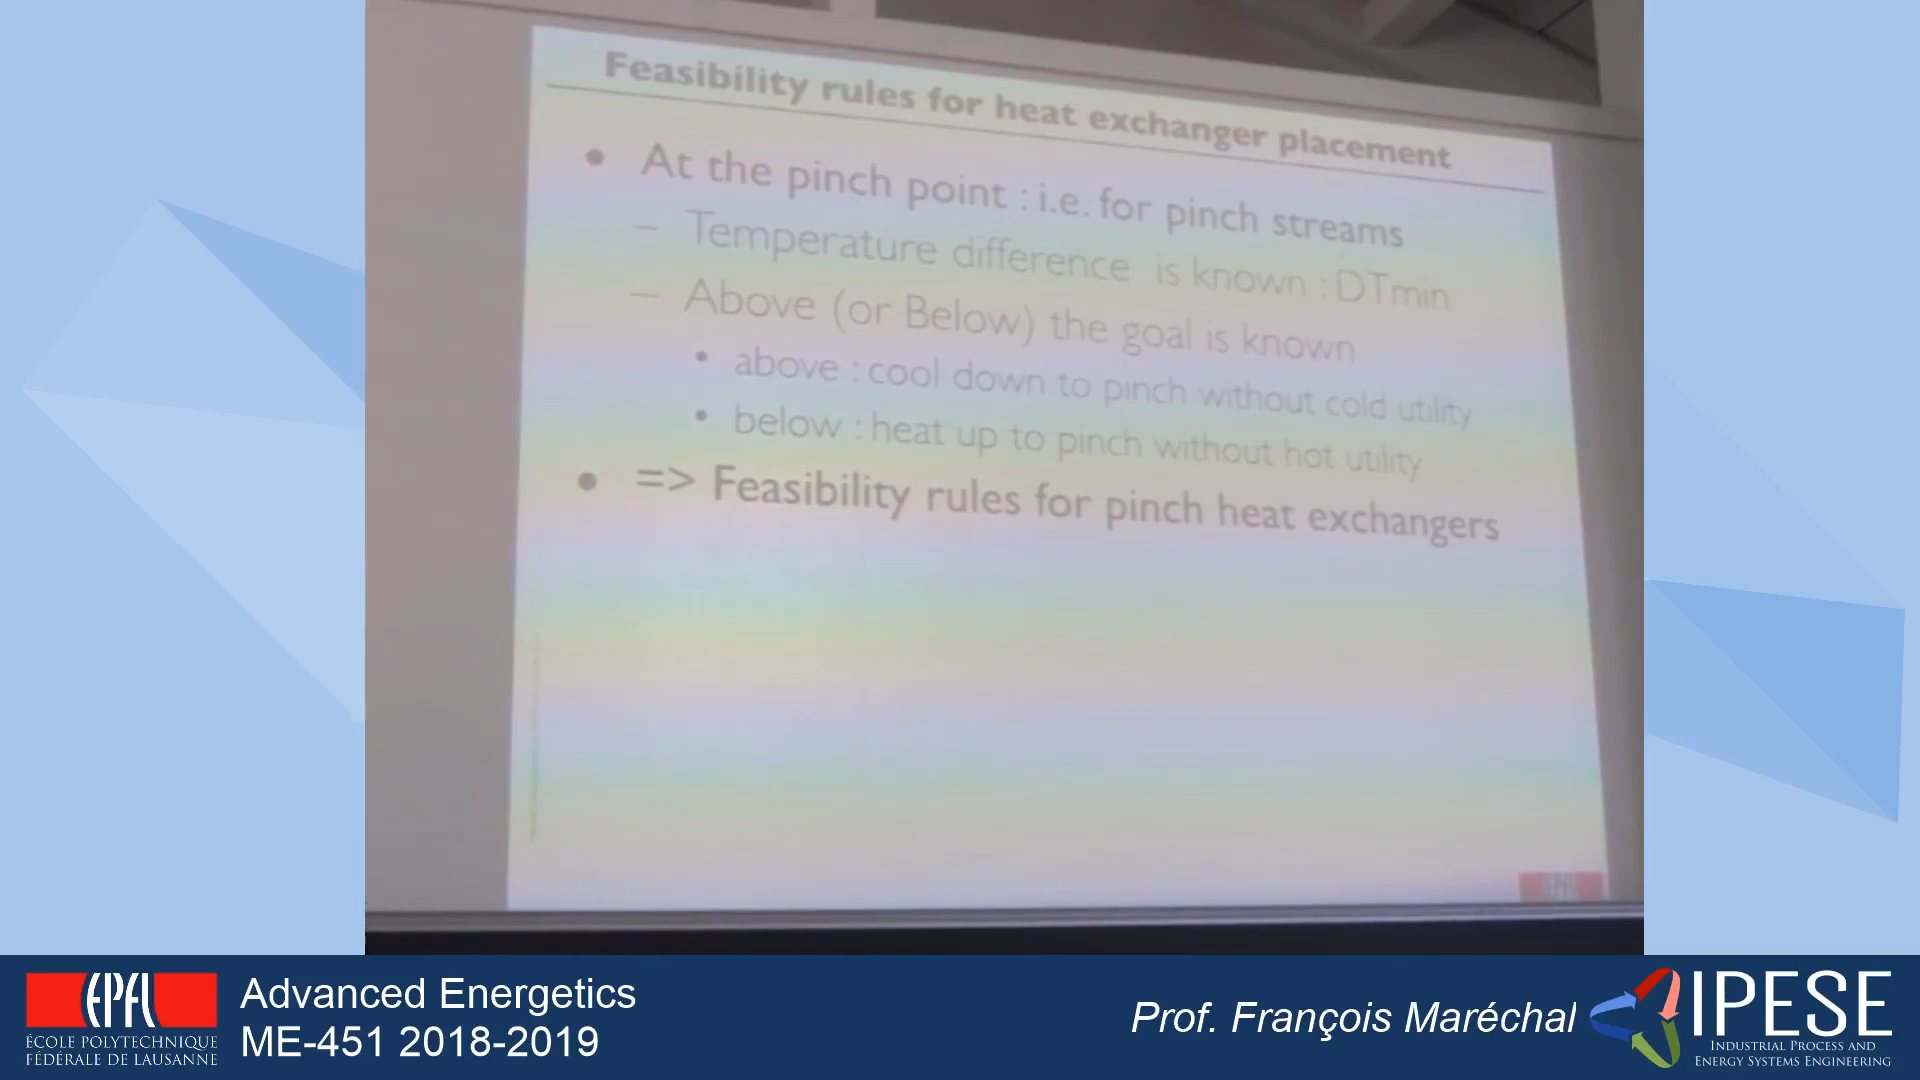 Feasibility rules for heat exchanger placement
• At the pinch point : i.e. for pinch streams
– Temperature difference is known : DTmin
– Above (or Below) the goal is known
• above : cool down to pinch without cold utility
• below : heat up to pinch without hot utility
• => Feasibility rules for pinch heat exchangers
EPFL
EPFL
ÉCOLE POLYTECHNIQUE
FÉDÉRALE DE LAUSANNE
Advanced Energetics
ME-451 2018-2019
Prof. François Maréchal
IPESE
INDUSTRIAL PROCESS AND
ENERGY SYSTEMS ENGINEERING